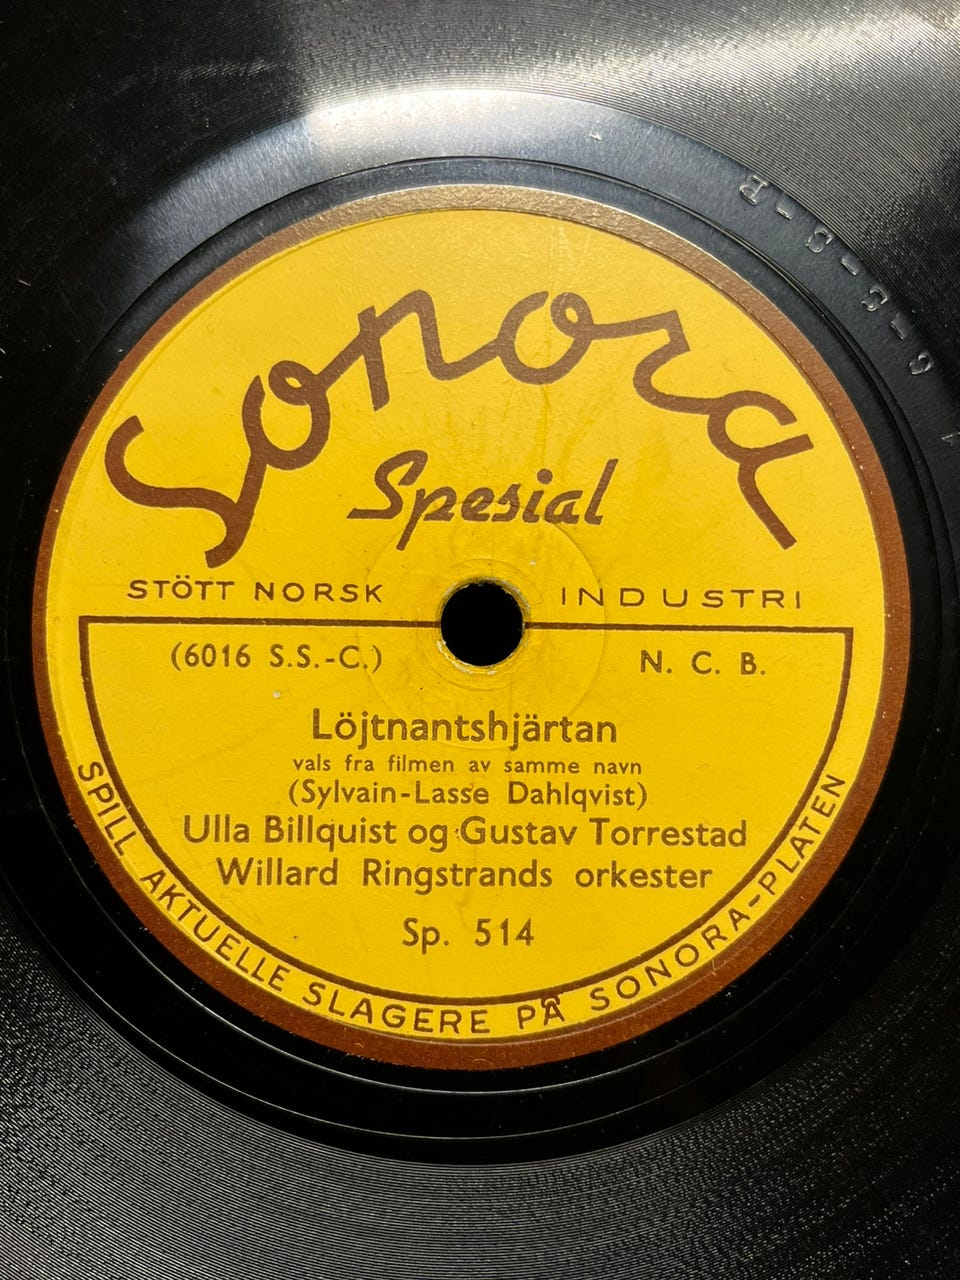 Sonora
Spesial
STÖTT NORSK INDUSTRI
(6016 S.S.-C.) N. C. B.
Löjtnantshjärtan
vals fra filmen av samme navn
(Sylvain-Lasse Dahlqvist)
Ulla Billquist og Gustav Torrestad
Willard Ringstrands orkester
Sp. 514
SPILL AKTUELLE SLAGERE PÅ SONORA-PLATEN